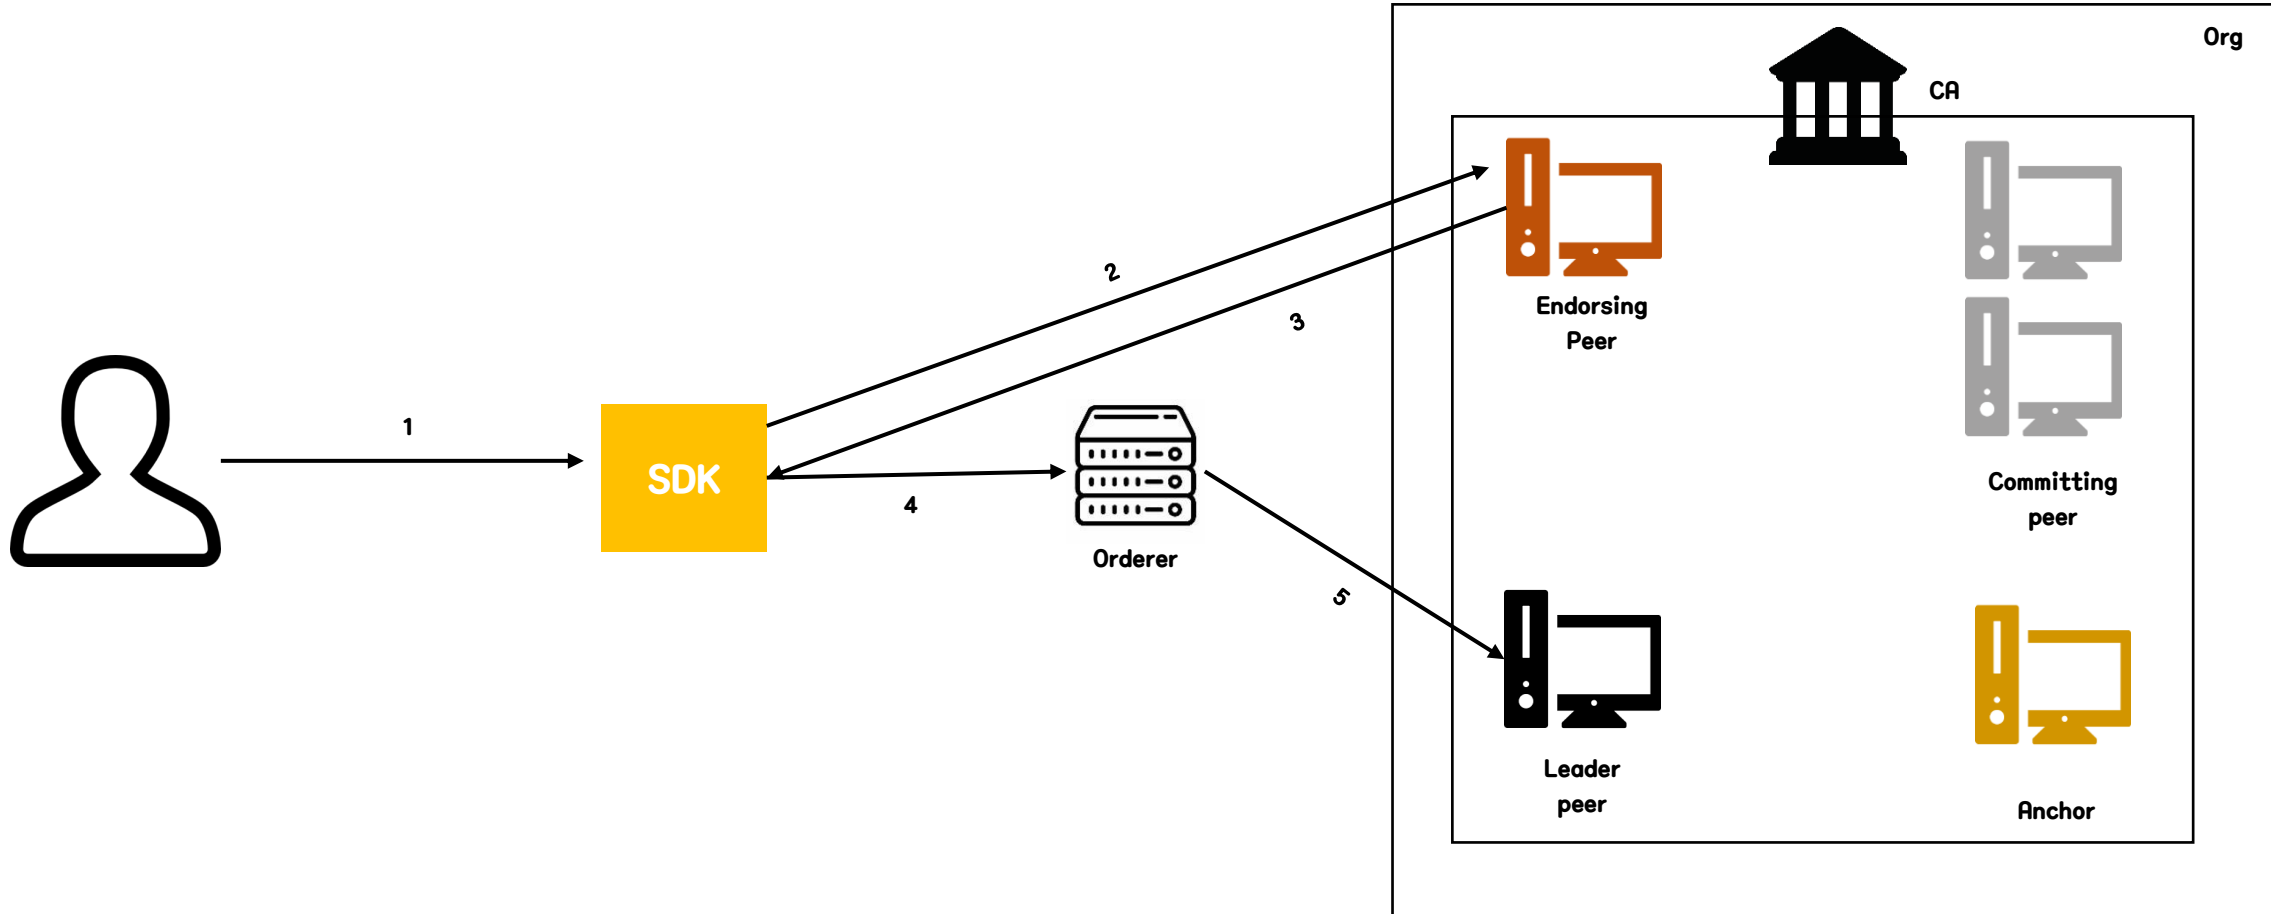 Org
CA
2
Endorsing
Peer
3
1
SDK
4
Orderer
Committing
peer
5
Leader
peer
Anchor